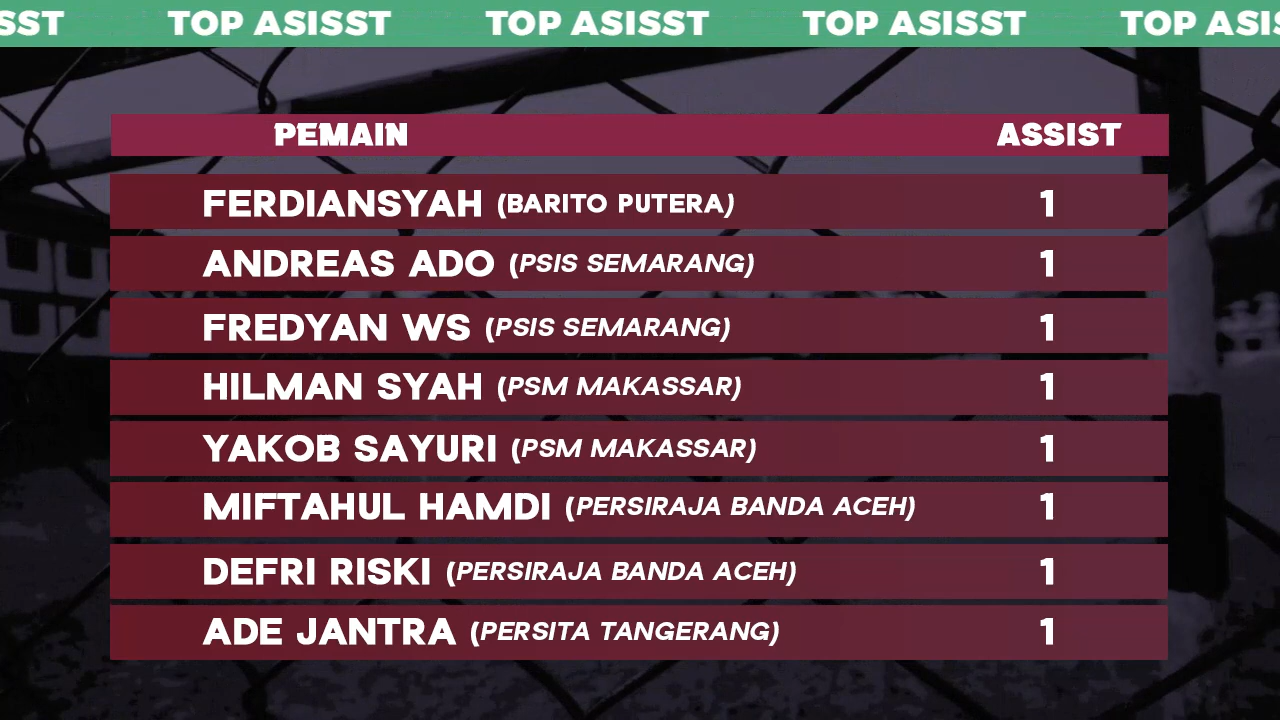 SST TOP ASISST TOP ASISST TOP ASISST TOP ASIS
PEMAIN ASSIST
FERDIANSYAH (BARITO PUTERA) 1
ANDREAS ADO (PSIS SEMARANG) 1
FREDYAN WS (PSIS SEMARANG) 1
HILMAN SYAH (PSM MAKASSAR) 1
YAKOB SAYURI (PSM MAKASSAR) 1
MIFTAHUL HAMDI (PERSIRAJA BANDA ACEH) 1
DEFRI RISKI (PERSIRAJA BANDA ACEH) 1
ADE JANTRA (PERSITA TANGERANG) 1